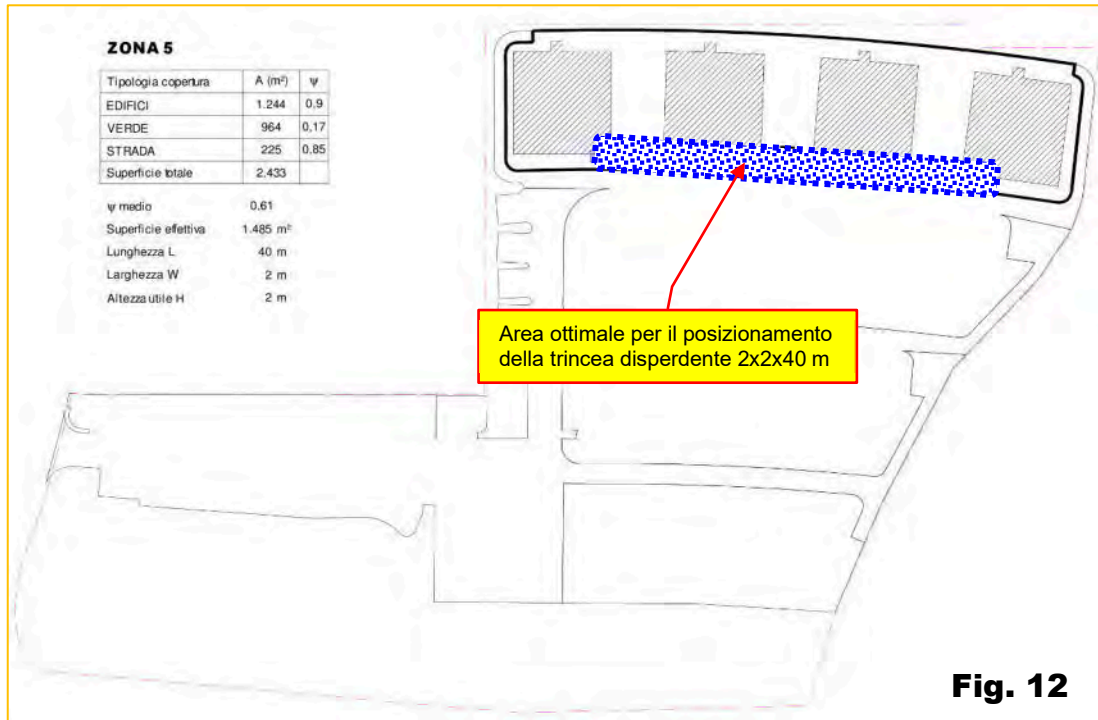 ZONA 5
Tipologia copertura A (m²) ψ
EDIFICI 1.244 0,9
VERDE 964 0,17
STRADA 225 0,85
Superficie totale 2.433
ψ medio 0,61
Superficie effettiva 1.485 m²
Lunghezza L 40 m
Larghezza W 2 m
Altezza utile H 2 m
Area ottimale per il posizionamento
della trincea disperdente 2x2x40 m
Fig. 12